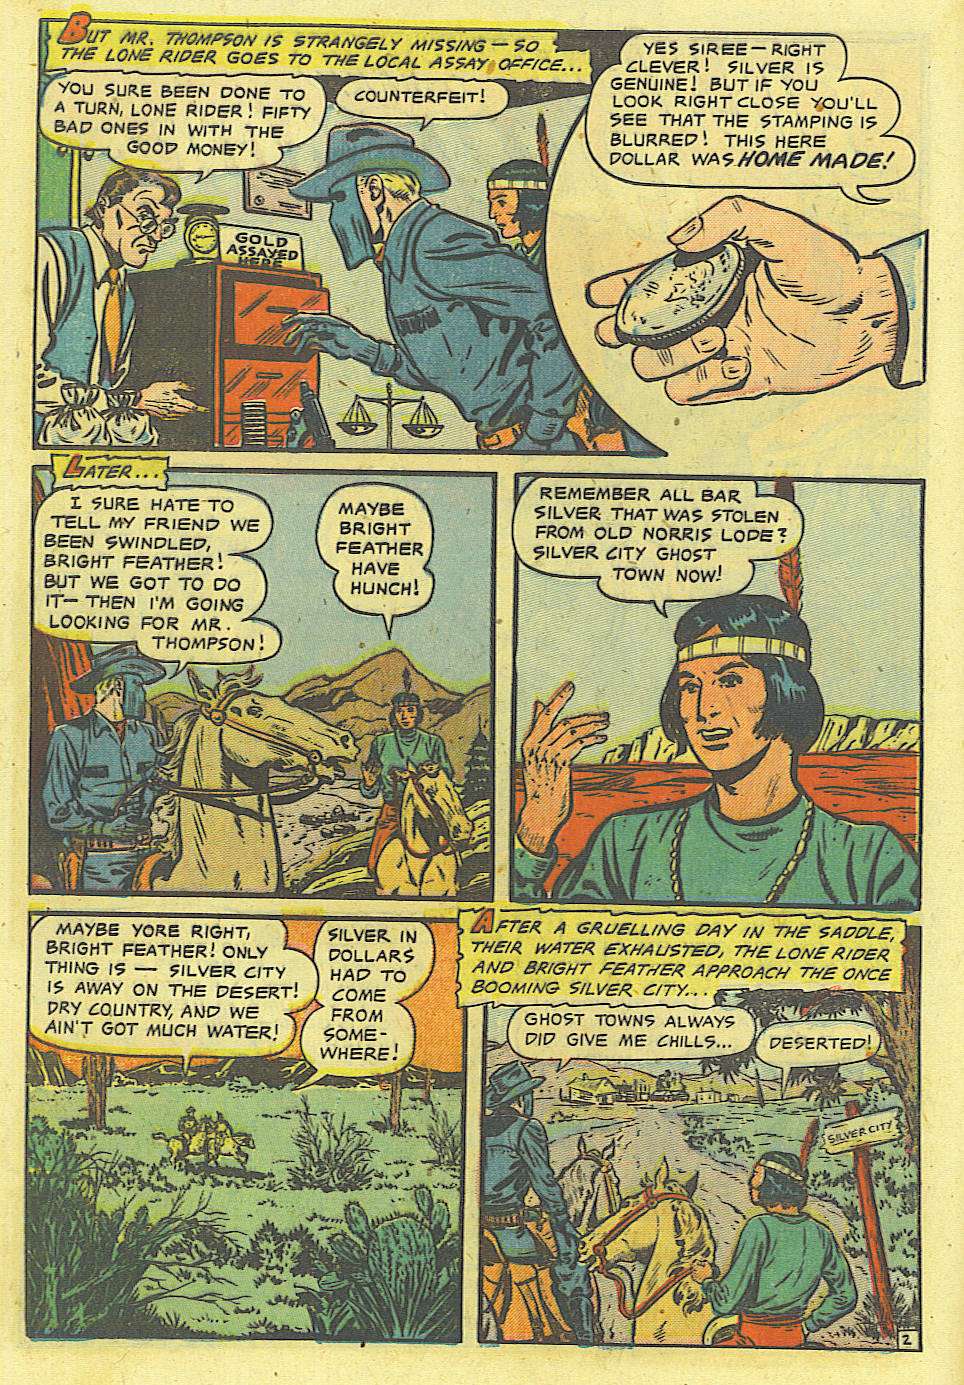 BUT MR. THOMPSON IS STRANGELY MISSING — SO
THE LONE RIDER GOES TO THE LOCAL ASSAY OFFICE...
YOU SURE BEEN DONE TO
A TURN, LONE RIDER! FIFTY
BAD ONES IN WITH THE
GOOD MONEY!
COUNTERFEIT!
GOLD
ASSAYED
HERE
YES SIREE — RIGHT
CLEVER! SILVER IS
GENUINE! BUT IF YOU
LOOK RIGHT CLOSE YOU'LL
SEE THAT THE STAMPING IS
BLURRED! THIS HERE
DOLLAR WAS HOME MADE!
LATER...
I SURE HATE TO
TELL MY FRIEND WE
BEEN SWINDLED,
BRIGHT FEATHER!
BUT WE GOT TO DO
IT — THEN I'M GOING
LOOKING FOR MR.
THOMPSON!
MAYBE
BRIGHT
FEATHER
HAVE
HUNCH!
REMEMBER ALL BAR
SILVER THAT WAS STOLEN
FROM OLD NORRIS LODE?
SILVER CITY GHOST
TOWN NOW!
MAYBE YORE RIGHT,
BRIGHT FEATHER! ONLY
THING IS — SILVER CITY
IS AWAY ON THE DESERT!
DRY COUNTRY, AND WE
AIN'T GOT MUCH WATER!
SILVER IN
DOLLARS
HAD TO
COME
FROM
SOME-
WHERE!
AFTER A GRUELLING DAY IN THE SADDLE,
THEIR WATER EXHAUSTED, THE LONE RIDER
AND BRIGHT FEATHER APPROACH THE ONCE
BOOMING SILVER CITY...
GHOST TOWNS ALWAYS
DID GIVE ME CHILLS...
DESERTED!
SILVER CITY
2